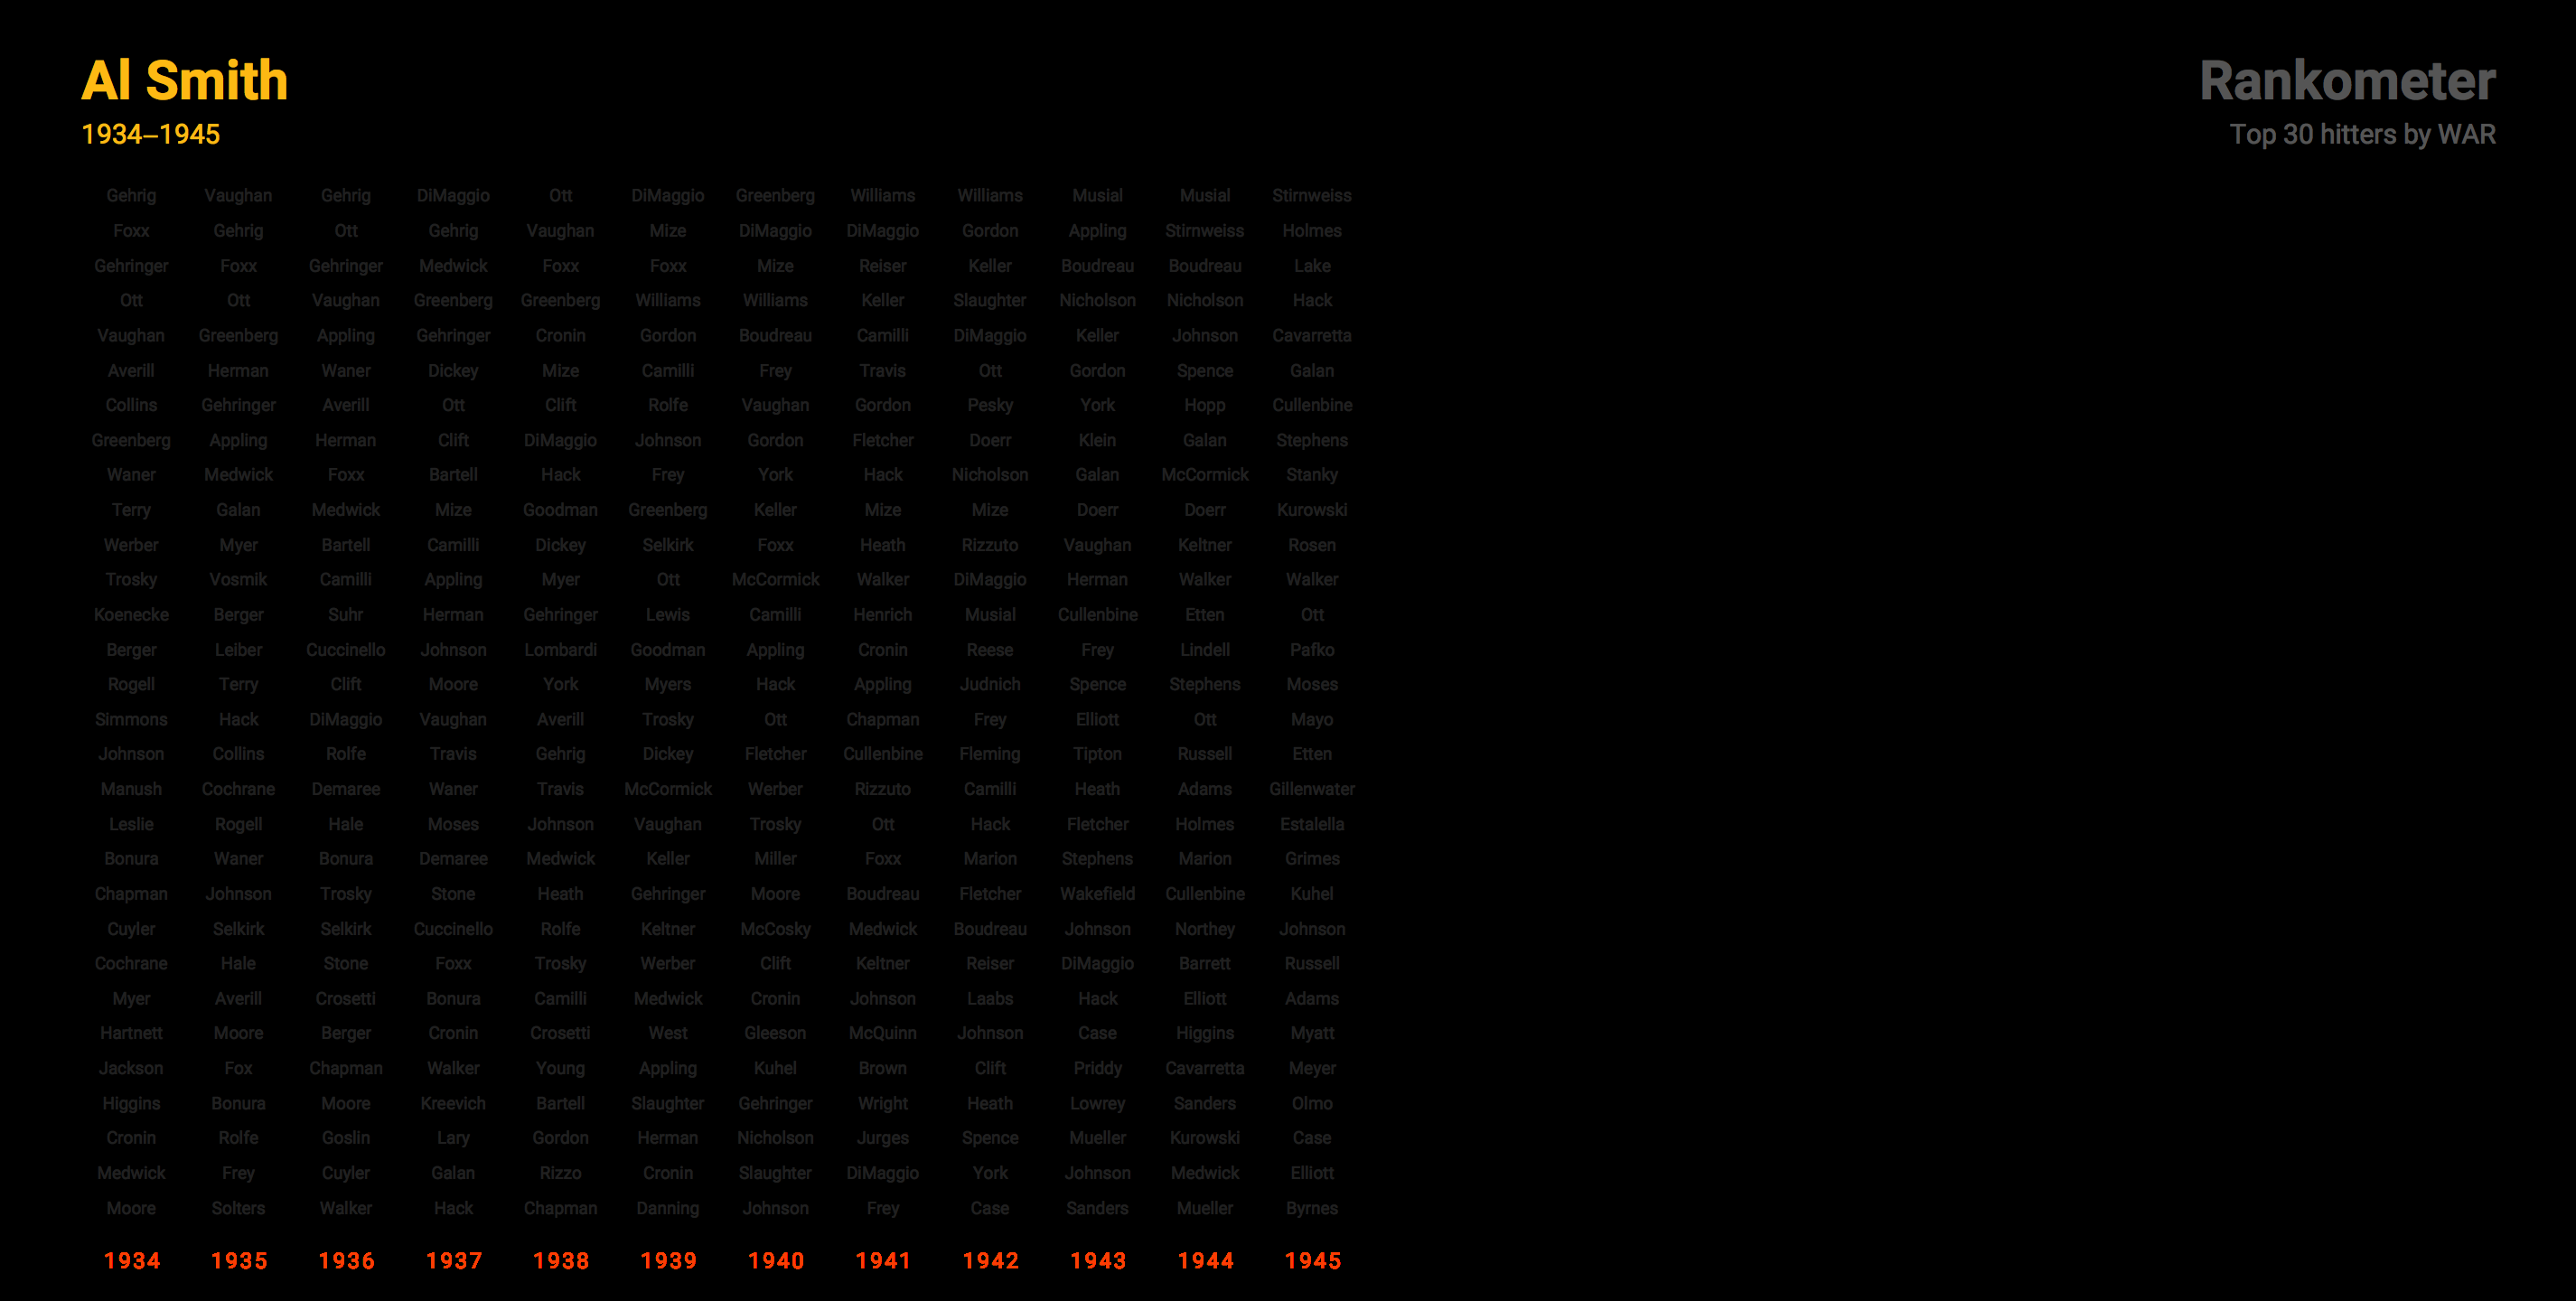 Al Smith
1934–1945
Rankometer
Top 30 hitters by WAR
Gehrig Vaughan Gehrig DiMaggio Ott DiMaggio Greenberg Williams Williams Musial Musial Stirnweiss
Foxx Gehrig Ott Gehrig Vaughan Mize DiMaggio DiMaggio Gordon Appling Stirnweiss Holmes
Gehringer Foxx Gehringer Medwick Foxx Foxx Mize Reiser Keller Boudreau Boudreau Lake
Ott Ott Vaughan Greenberg Greenberg Williams Williams Keller Slaughter Nicholson Nicholson Hack
Vaughan Greenberg Appling Gehringer Cronin Gordon Boudreau Camilli DiMaggio Keller Johnson Cavarretta
Averill Herman Waner Dickey Mize Camilli Frey Travis Ott Gordon Spence Galan
Collins Gehringer Averill Ott Clift Rolfe Vaughan Gordon Pesky York Hopp Cullenbine
Greenberg Appling Herman Clift DiMaggio Johnson Gordon Fletcher Doerr Klein Galan Stephens
Waner Medwick Foxx Bartell Hack Frey York Hack Nicholson Galan McCormick Stanky
Terry Galan Medwick Mize Goodman Greenberg Keller Mize Mize Doerr Doerr Kurowski
Werber Myer Bartell Camilli Dickey Selkirk Foxx Heath Rizzuto Vaughan Keltner Rosen
Trosky Vosmik Camilli Appling Myer Ott McCormick Walker DiMaggio Herman Walker Walker
Koenecke Berger Suhr Herman Gehringer Lewis Camilli Henrich Musial Cullenbine Etten Ott
Berger Leiber Cuccinello Johnson Lombardi Goodman Appling Cronin Reese Frey Lindell Pafko
Rogell Terry Clift Moore York Myers Hack Appling Judnich Spence Stephens Moses
Simmons Hack DiMaggio Vaughan Averill Trosky Ott Chapman Frey Elliott Ott Mayo
Johnson Collins Rolfe Travis Gehrig Dickey Fletcher Cullenbine Fleming Tipton Russell Etten
Manush Cochrane Demaree Waner Travis McCormick Werber Rizzuto Camilli Heath Adams Gillenwater
Leslie Rogell Hale Moses Johnson Vaughan Trosky Ott Hack Fletcher Holmes Estalella
Bonura Waner Bonura Demaree Medwick Keller Miller Foxx Marion Stephens Marion Grimes
Chapman Johnson Trosky Stone Heath Gehringer Moore Boudreau Fletcher Wakefield Cullenbine Kuhel
Cuyler Selkirk Selkirk Cuccinello Rolfe Keltner McCosky Medwick Boudreau Johnson Northey Johnson
Cochrane Hale Stone Foxx Trosky Werber Clift Keltner Reiser DiMaggio Barrett Russell
Myer Averill Crosetti Bonura Camilli Medwick Cronin Johnson Laabs Hack Elliott Adams
Hartnett Moore Berger Cronin Crosetti West Gleeson McQuinn Johnson Case Higgins Myatt
Jackson Fox Chapman Walker Young Appling Kuhel Brown Clift Priddy Cavarretta Meyer
Higgins Bonura Moore Kreevich Bartell Slaughter Gehringer Wright Heath Lowrey Sanders Olmo
Cronin Rolfe Goslin Lary Gordon Herman Nicholson Jurges Spence Mueller Kurowski Case
Medwick Frey Cuyler Galan Rizzo Cronin Slaughter DiMaggio York Johnson Medwick Elliott
Moore Solters Walker Hack Chapman Danning Johnson Frey Case Sanders Mueller Byrnes
1934 1935 1936 1937 1938 1939 1940 1941 1942 1943 1944 1945